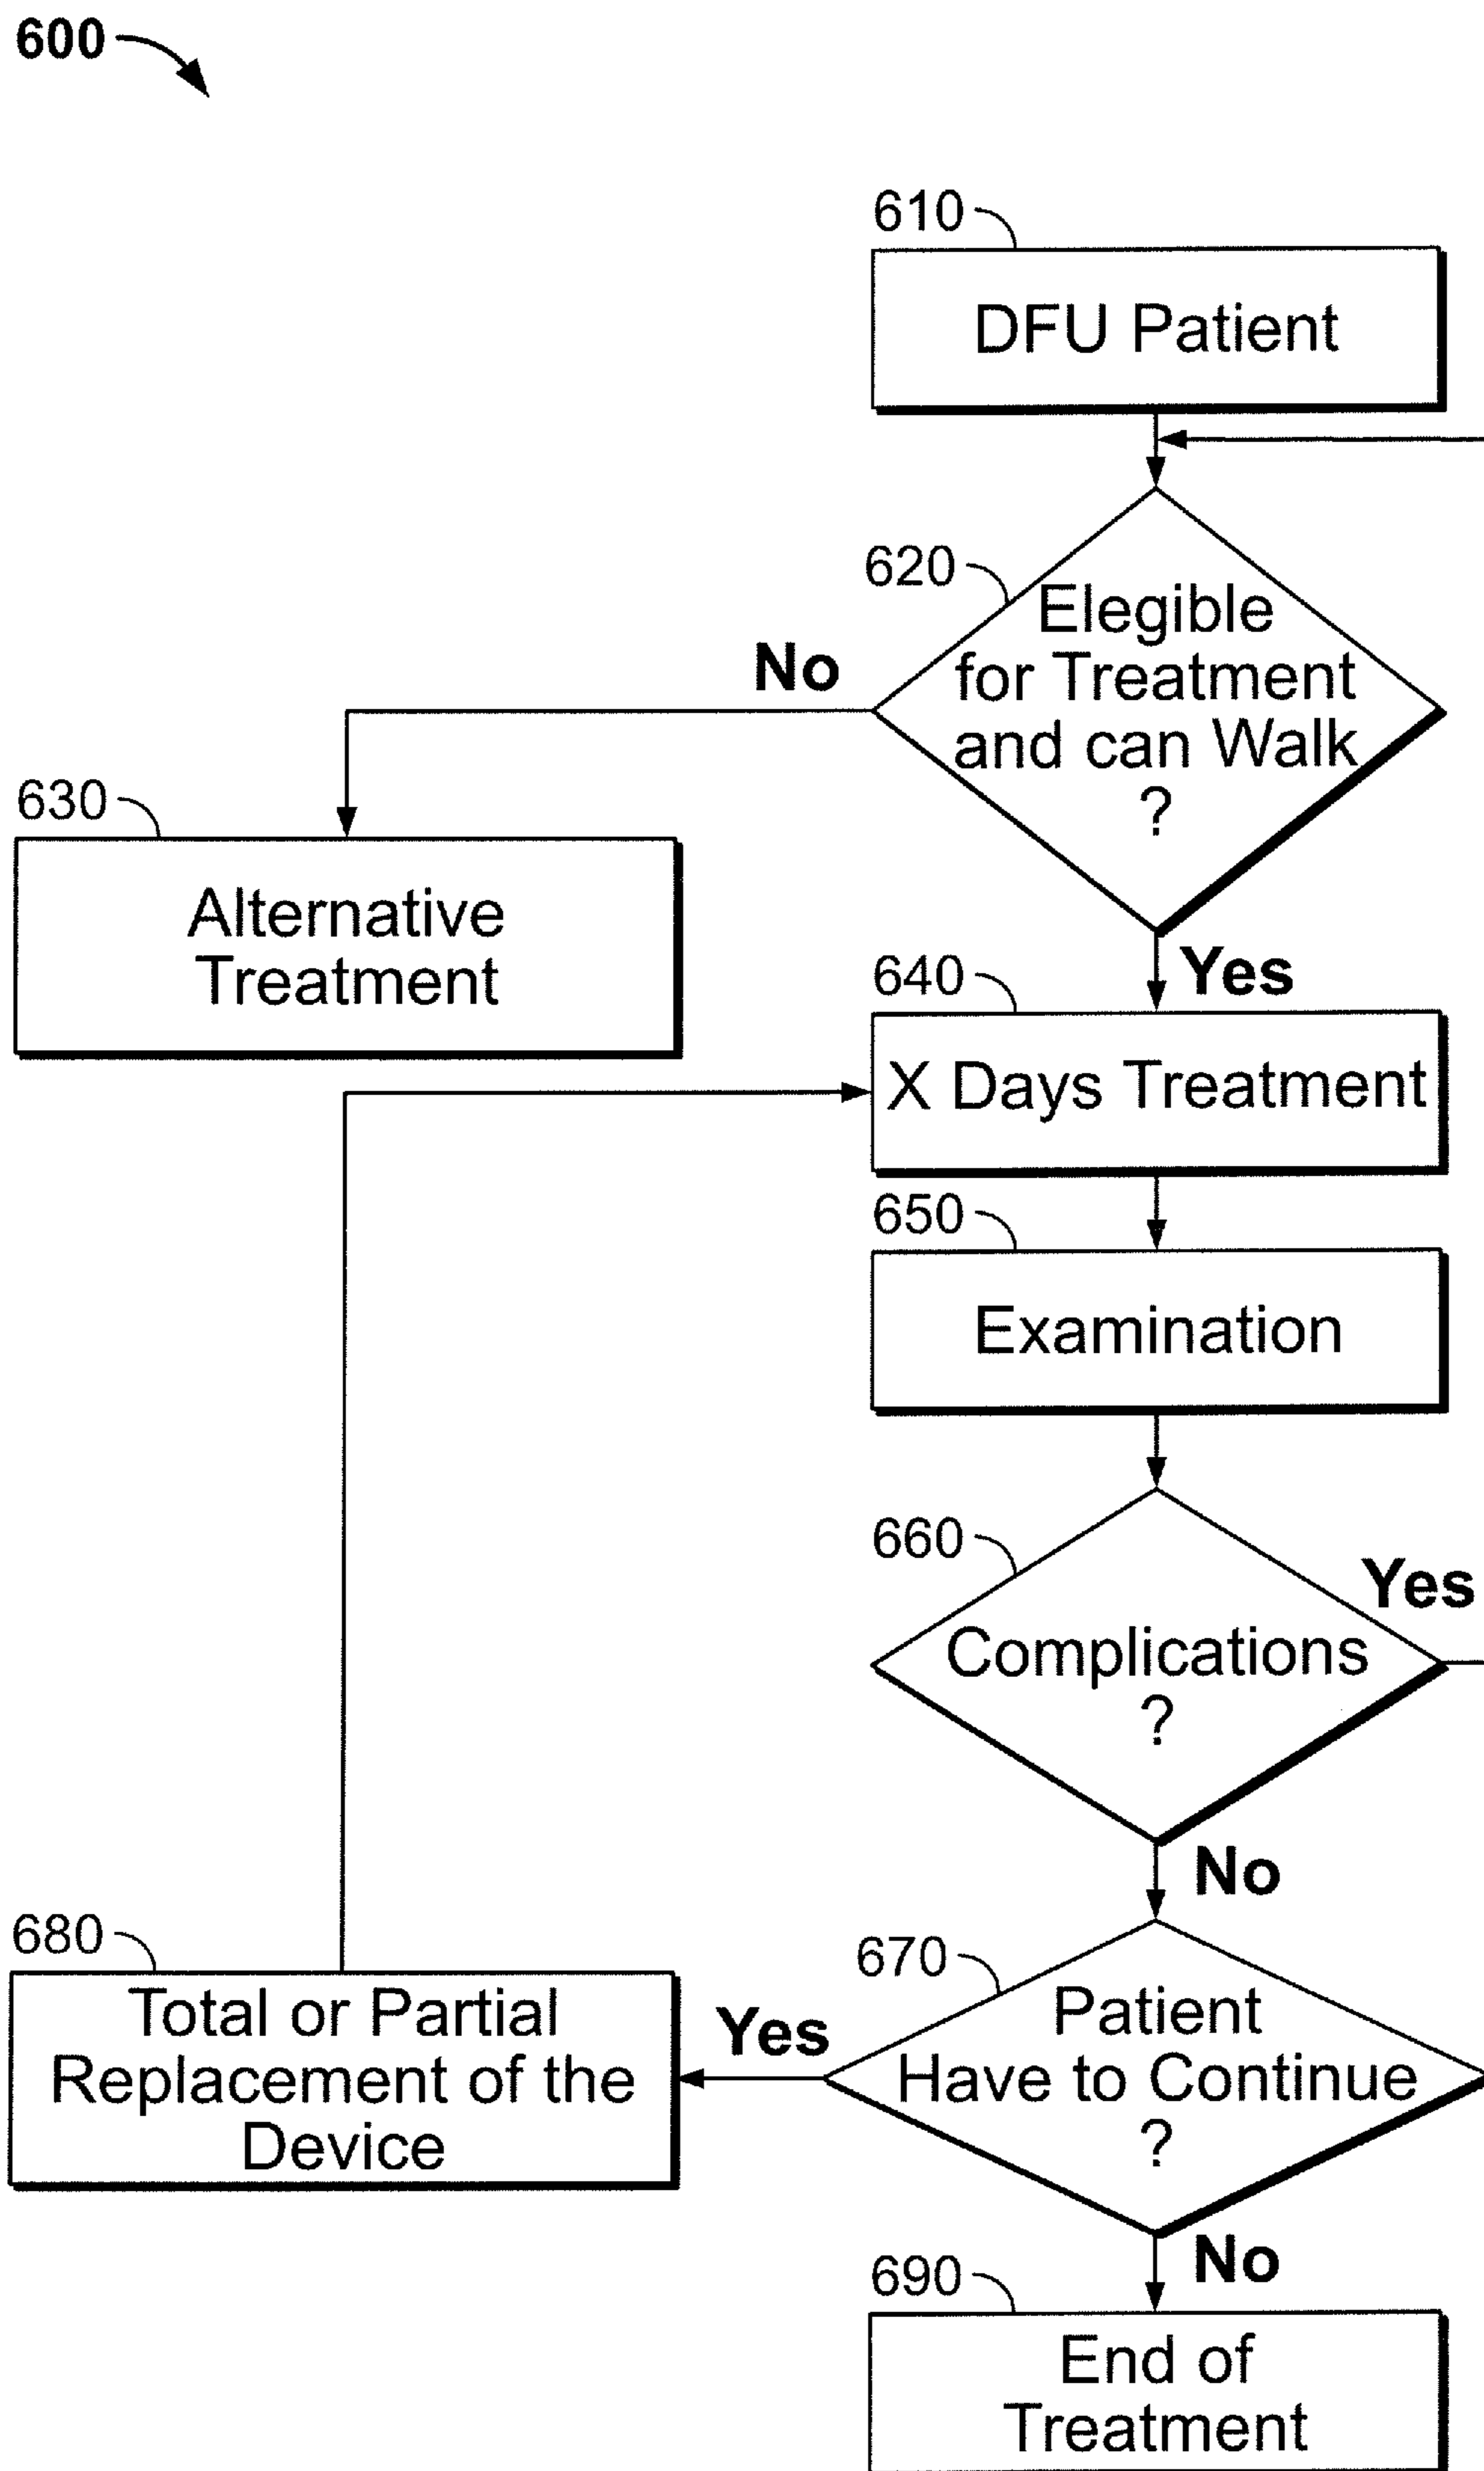 600
610
DFU Patient
620
Elegible
for Treatment
and can Walk
?
No
630
Alternative
Treatment
Yes
640
X Days Treatment
650
Examination
660
Complications
?
Yes
No
670
Patient
Have to Continue
?
Yes
680
Total or Partial
Replacement of the
Device
No
690
End of
Treatment